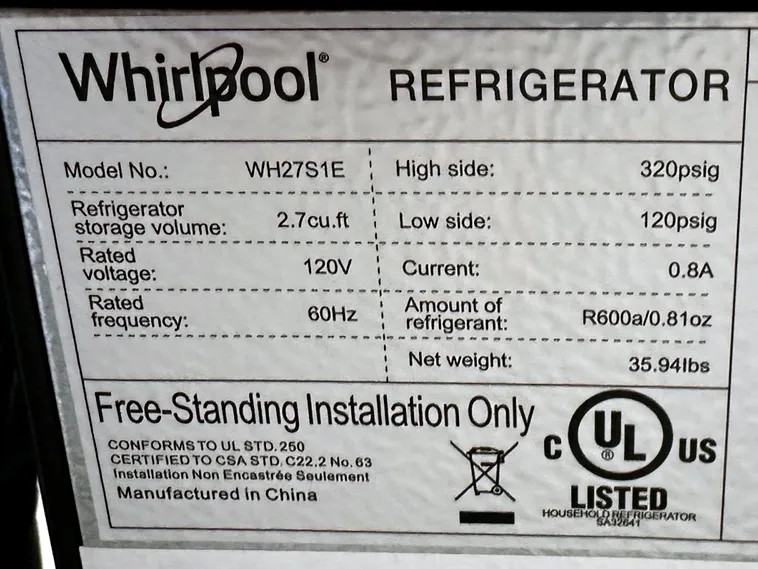 Whirlpool® REFRIGERATOR
Model No.: WH27S1E High side: 320psig
Refrigerator
storage volume: 2.7cu.ft Low side: 120psig
Rated
voltage: 120V Current: 0.8A
Rated
frequency: 60Hz Amount of
refrigerant: R600a/0.81oz
Net weight: 35.94lbs
Free-Standing Installation Only
CONFORMS TO UL STD.250
CERTIFIED TO CSA STD.C22.2 No.63
Installation Non Encastrée Seulement
Manufactured in China
C UL® US
LISTED
HOUSEHOLD REFRIGERATOR
SA32641